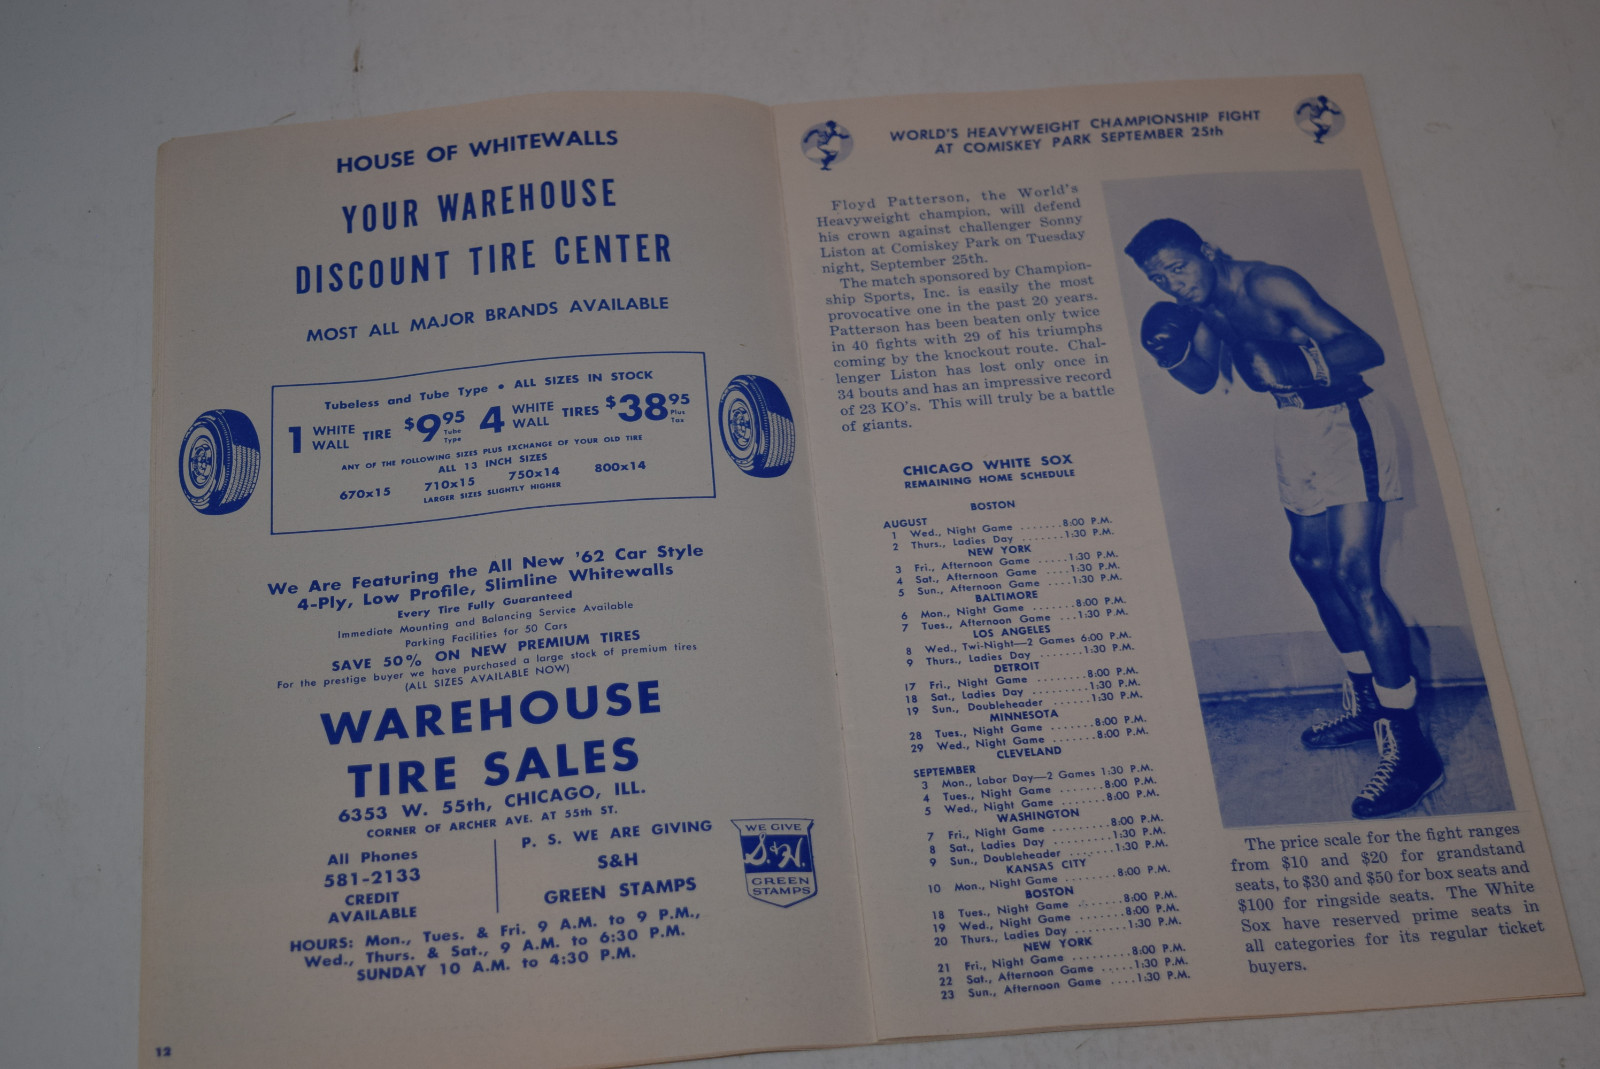 HOUSE OF WHITEWALLS
YOUR WAREHOUSE
DISCOUNT TIRE CENTER
MOST ALL MAJOR BRANDS AVAILABLE
Tubeless and Tube Type • ALL SIZES IN STOCK
1 WHITE WALL TIRE $9.95 Tube Type 4 WHITE WALL TIRES $38.95 Plus Tax
ANY OF THE FOLLOWING SIZES PLUS EXCHANGE OF YOUR OLD TIRE
ALL 13 INCH SIZES
670x15 710x15 750x14 800x14
LARGER SIZES SLIGHTLY HIGHER
We Are Featuring the All New '62 Car Style
4-Ply, Low Profile, Slimline Whitewalls
Every Tire Fully Guaranteed
Immediate Mounting and Balancing Service Available
Parking Facilities for 50 Cars
SAVE 50% ON NEW PREMIUM TIRES
For the prestige buyer we have purchased a large stock of premium tires
(ALL SIZES AVAILABLE NOW)
WAREHOUSE
TIRE SALES
6353 W. 55th, CHICAGO, ILL.
CORNER OF ARCHER AVE. AT 55th ST.
All Phones
581-2133
CREDIT
AVAILABLE
P. S. WE ARE GIVING
S&H
GREEN STAMPS
WE GIVE
S.&H.
GREEN
STAMPS
HOURS: Mon., Tues. & Fri. 9 A.M. to 9 P.M.,
Wed., Thurs. & Sat., 9 A.M. to 6:30 P.M.
SUNDAY 10 A.M. to 4:30 P.M.
12
WORLD'S HEAVYWEIGHT CHAMPIONSHIP FIGHT
AT COMISKEY PARK SEPTEMBER 25th
Floyd Patterson, the World's
Heavyweight champion, will defend
his crown against challenger Sonny
Liston at Comiskey Park on Tuesday
night, September 25th.
The match sponsored by Champion-
ship Sports, Inc. is easily the most
provocative one in the past 20 years.
Patterson has been beaten only twice
in 40 fights with 29 of his triumphs
coming by the knockout route. Chal-
lenger Liston has lost only once in
34 bouts and has an impressive record
of 23 KO's. This will truly be a battle
of giants.
CHICAGO WHITE SOX
REMAINING HOME SCHEDULE
BOSTON
AUGUST
1 Wed., Night Game .......8:00 P.M.
2 Thurs., Ladies Day .......1:30 P.M.
NEW YORK
3 Fri., Afternoon Game .....1:30 P.M.
4 Sat., Afternoon Game ....1:30 P.M.
5 Sun., Afternoon Game ....1:30 P.M.
BALTIMORE
6 Mon., Night Game .......8:00 P.M.
7 Tues., Afternoon Game ...1:30 P.M.
LOS ANGELES
8 Wed., Twi-Night—2 Games 6:00 P.M.
9 Thurs., Ladies Day .......1:30 P.M.
DETROIT
17 Fri., Night Game ........8:00 P.M.
18 Sat., Ladies Day .........1:30 P.M.
19 Sun., Doubleheader .......1:30 P.M.
MINNESOTA
28 Tues., Night Game .......8:00 P.M.
29 Wed., Night Game .......8:00 P.M.
CLEVELAND
SEPTEMBER
3 Mon., Labor Day—2 Games 1:30 P.M.
4 Tues., Night Game .......8:00 P.M.
5 Wed., Night Game .......8:00 P.M.
WASHINGTON
7 Fri., Night Game ........8:00 P.M.
8 Sat., Ladies Day .........1:30 P.M.
9 Sun., Doubleheader .......1:30 P.M.
KANSAS CITY
10 Mon., Night Game .......8:00 P.M.
BOSTON
18 Tues., Night Game .......8:00 P.M.
19 Wed., Night Game .......8:00 P.M.
20 Thurs., Ladies Day ........1:30 P.M.
NEW YORK
21 Fri., Night Game .........8:00 P.M.
22 Sat., Afternoon Game .....1:30 P.M.
23 Sun., Afternoon Game ....1:30 P.M.
The price scale for the fight ranges
from $10 and $20 for grandstand
seats, to $30 and $50 for box seats and
$100 for ringside seats. The White
Sox have reserved prime seats in
all categories for its regular ticket
buyers.